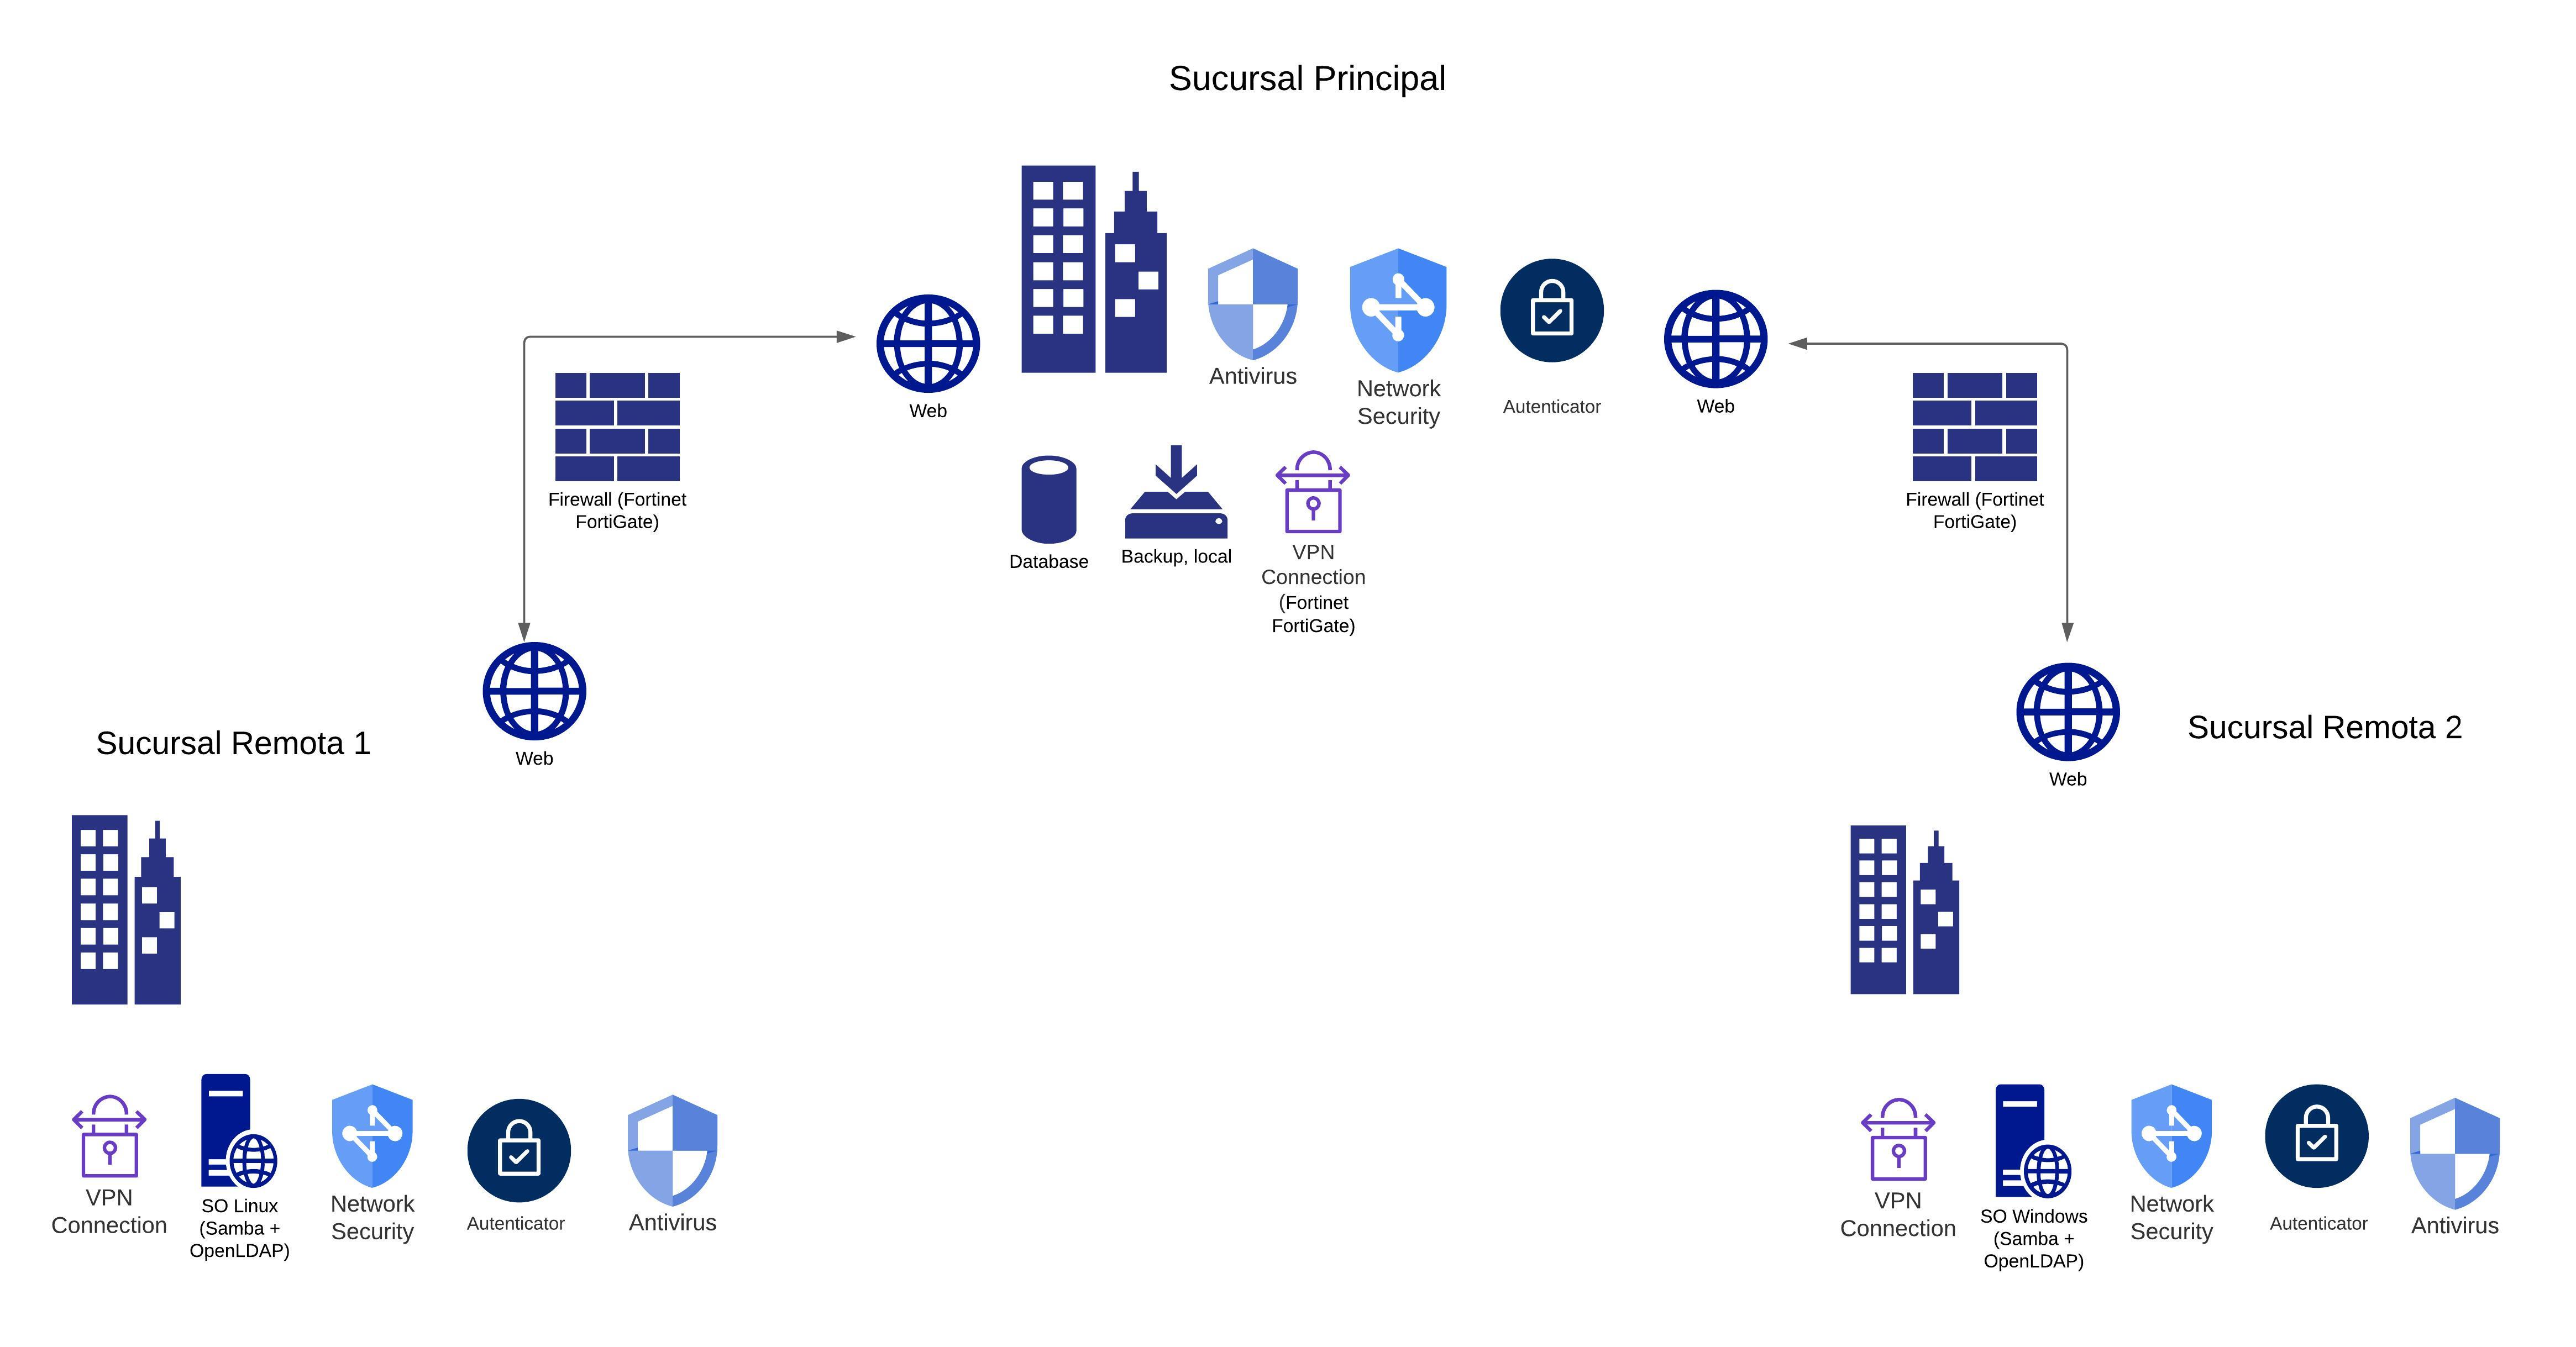 Sucursal Principal
Antivirus
Network
Security
Autenticator
Web
Web
Firewall (Fortinet
FortiGate)
Firewall (Fortinet
FortiGate)
Database
Backup, local
VPN
Connection
(Fortinet
FortiGate)
Sucursal Remota 1
Web
Web
Sucursal Remota 2
VPN
Connection
SO Linux
(Samba +
OpenLDAP)
Network
Security
Autenticator
Antivirus
VPN
Connection
SO Windows
(Samba +
OpenLDAP)
Network
Security
Autenticator
Antivirus